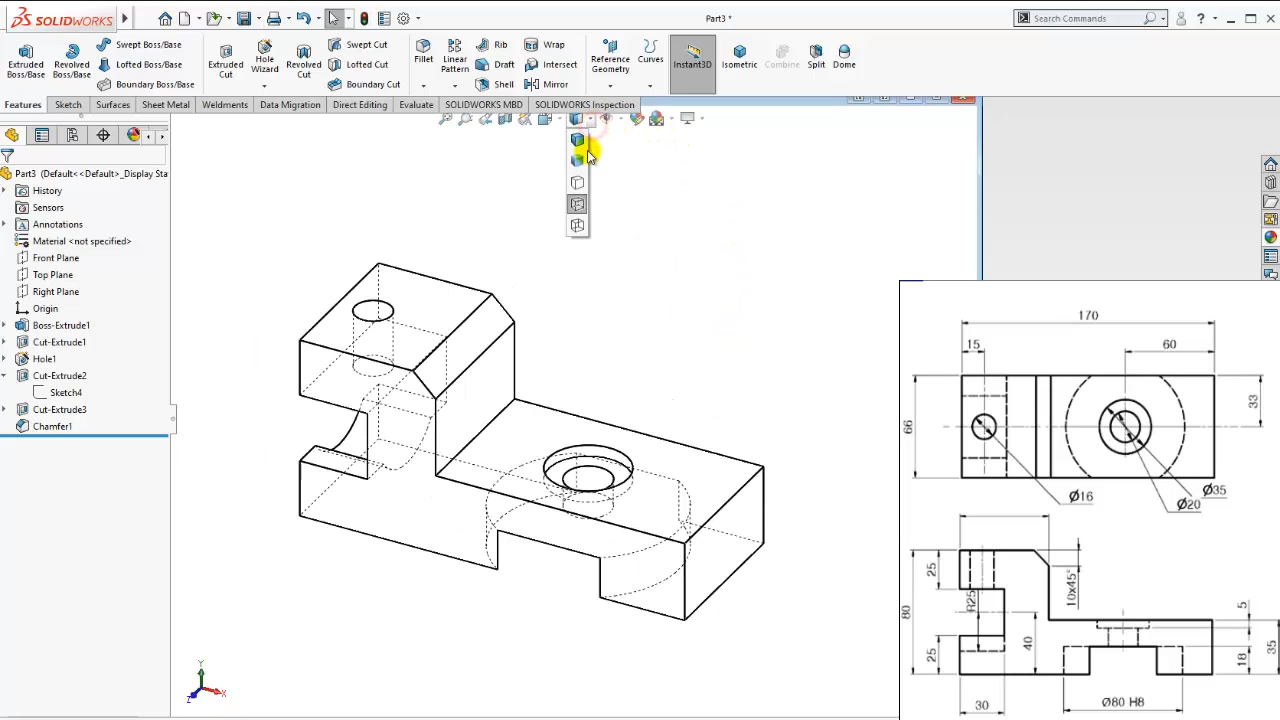 SOLIDWORKS
Part3 *
Search Commands
Extruded Boss/Base
Revolved Boss/Base
Swept Boss/Base
Lofted Boss/Base
Boundary Boss/Base
Extruded Cut
Hole Wizard
Revolved Cut
Swept Cut
Lofted Cut
Boundary Cut
Fillet
Linear Pattern
Rib
Draft
Shell
Wrap
Intersect
Mirror
Reference Geometry
Curves
Instant3D
Isometric
Combine
Split
Dome
Features
Sketch
Surfaces
Sheet Metal
Weldments
Data Migration
Direct Editing
Evaluate
SOLIDWORKS MBD
SOLIDWORKS Inspection
Part3 (Default<<Default>_Display Sta
History
Sensors
Annotations
Material <not specified>
Front Plane
Top Plane
Right Plane
Origin
Boss-Extrude1
Cut-Extrude1
Hole1
Cut-Extrude2
Sketch4
Cut-Extrude3
Chamfer1
Y
X
Z
170
15
60
66
33
Ø16
Ø20
Ø35
25
80
25
R25
40
10x45°
5
35
18
30
Ø80 H8